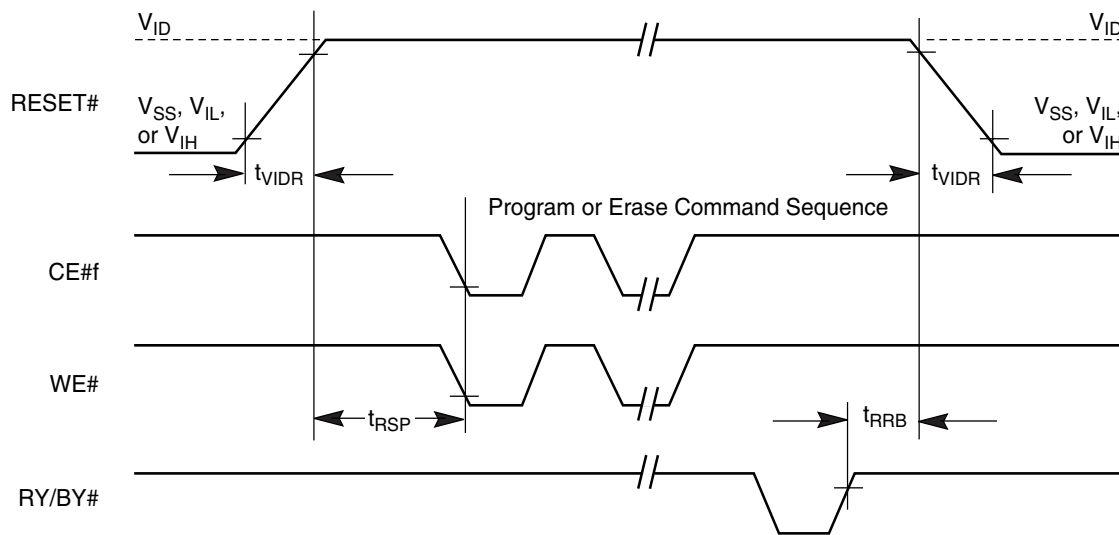 V_ID
V_ID
RESET#
V_SS, V_IL,
or V_IH
V_SS, V_IL,
or V_IH
t_VIDR
t_VIDR
Program or Erase Command Sequence
CE#f
WE#
t_RSP
t_RRB
RY/BY#